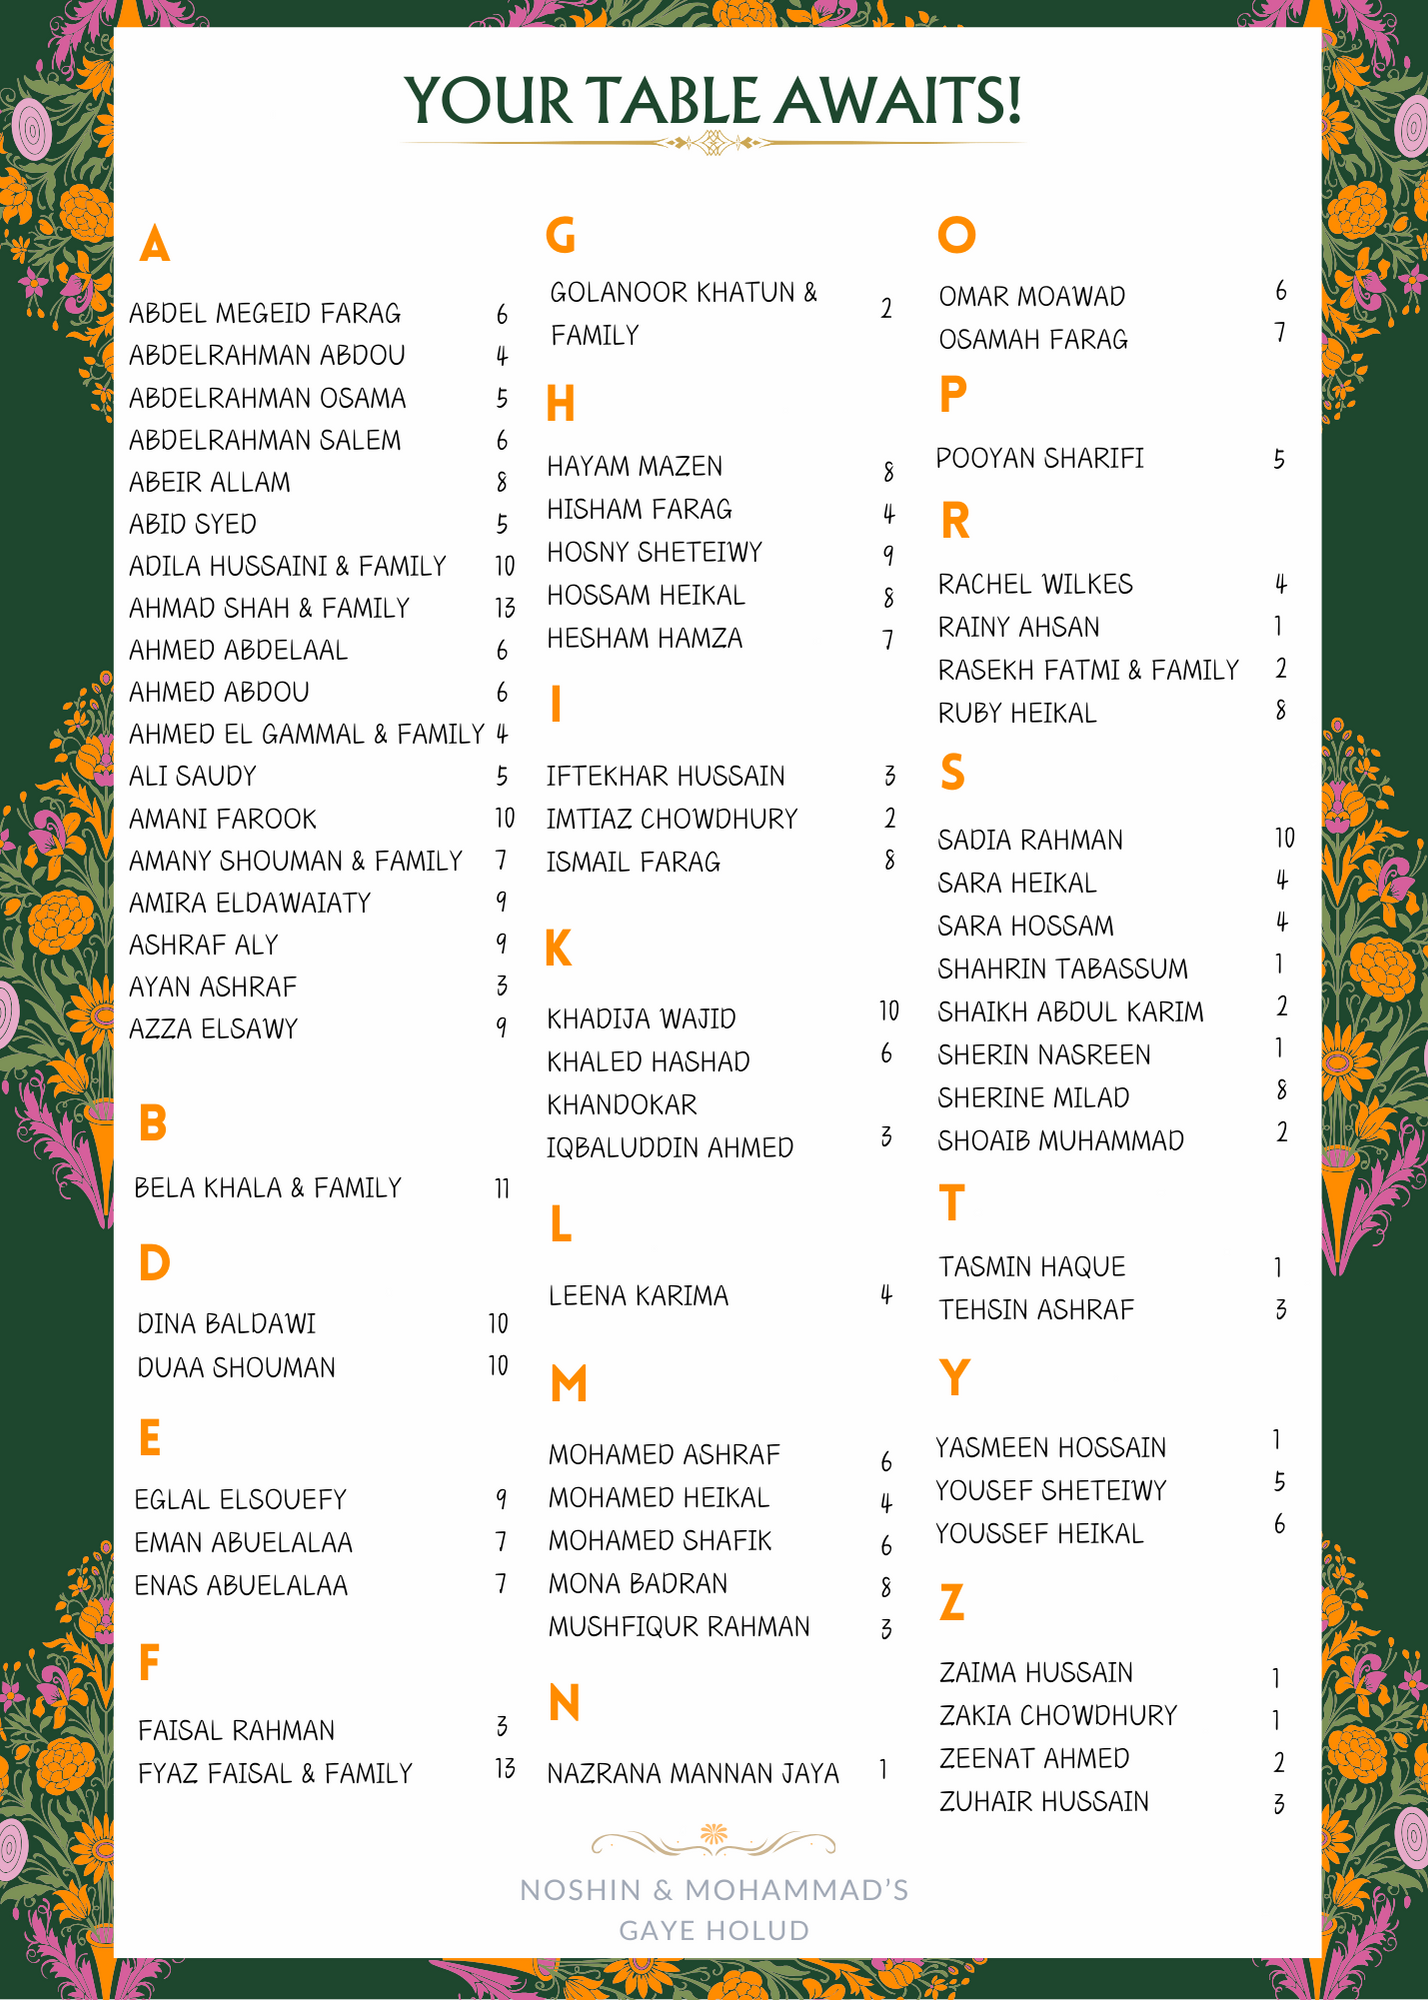 YOUR TABLE AWAITS!
A
ABDEL MEGEID FARAG 6
ABDELRAHMAN ABDOU 4
ABDELRAHMAN OSAMA 5
ABDELRAHMAN SALEM 6
ABEIR ALLAM 8
ABID SYED 5
ADILA HUSSAINI & FAMILY 10
AHMAD SHAH & FAMILY 13
AHMED ABDELAAL 6
AHMED ABDOU 6
AHMED EL GAMMAL & FAMILY 4
ALI SAUDY 5
AMANI FAROOK 10
AMANY SHOUMAN & FAMILY 7
AMIRA ELDAWAIATY 9
ASHRAF ALY 9
AYAN ASHRAF 3
AZZA ELSAWY 9
B
BELA KHALA & FAMILY 11
D
DINA BALDAWI 10
DUAA SHOUMAN 10
E
EGLAL ELSOUEFY 9
EMAN ABUELALAA 7
ENAS ABUELALAA 7
F
FAISAL RAHMAN 3
FYAZ FAISAL & FAMILY 13
G
GOLANOOR KHATUN & 2
FAMILY
H
HAYAM MAZEN 8
HISHAM FARAG 4
HOSNY SHETEIWY 9
HOSSAM HEIKAL 8
HESHAM HAMZA 7
I
IFTEKHAR HUSSAIN 3
IMTIAZ CHOWDHURY 2
ISMAIL FARAG 8
K
KHADIJA WAJID 10
KHALED HASHAD 6
KHANDOKAR
IQBALUDDIN AHMED 3
L
LEENA KARIMA 4
M
MOHAMED ASHRAF 6
MOHAMED HEIKAL 4
MOHAMED SHAFIK 6
MONA BADRAN 8
MUSHFIQUR RAHMAN 3
N
NAZRANA MANNAN JAYA 1
O
OMAR MOAWAD 6
OSAMAH FARAG 7
P
POOYAN SHARIFI 5
R
RACHEL WILKES 4
RAINY AHSAN 1
RASEKH FATMI & FAMILY 2
RUBY HEIKAL 8
S
SADIA RAHMAN 10
SARA HEIKAL 4
SARA HOSSAM 4
SHAHRIN TABASSUM 1
SHAIKH ABDUL KARIM 2
SHERIN NASREEN 1
SHERINE MILAD 8
SHOAIB MUHAMMAD 2
T
TASMIN HAQUE 1
TEHSIN ASHRAF 3
Y
YASMEEN HOSSAIN 1
YOUSEF SHETEIWY 5
YOUSSEF HEIKAL 6
Z
ZAIMA HUSSAIN 1
ZAKIA CHOWDHURY 1
ZEENAT AHMED 2
ZUHAIR HUSSAIN 3
NOSHIN & MOHAMMAD'S
GAYE HOLUD